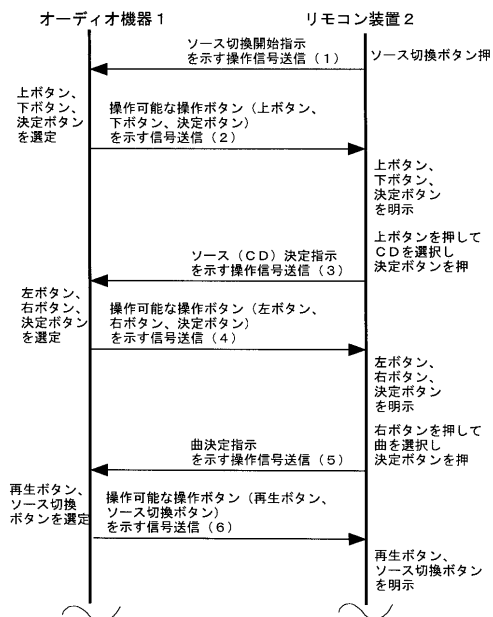 オーディオ機器１
リモコン装置２
ソース切換開始指示
を示す操作信号送信（１）
ソース切換ボタン押
上ボタン、
下ボタン、
決定ボタン
を選定
操作可能な操作ボタン（上ボタン、
下ボタン、決定ボタン）
を示す信号送信（２）
上ボタン、
下ボタン、
決定ボタン
を明示
上ボタンを押して
ＣＤを選択し
決定ボタンを押
ソース（ＣＤ）決定指示
を示す操作信号送信（３）
左ボタン、
右ボタン、
決定ボタン
を選定
操作可能な操作ボタン（左ボタン、
右ボタン、決定ボタン）
を示す信号送信（４）
左ボタン、
右ボタン、
決定ボタン
を明示
右ボタンを押して
曲を選択し
決定ボタンを押
曲決定指示
を示す操作信号送信（５）
再生ボタン、
ソース切換
ボタンを選定
操作可能な操作ボタン（再生ボタン、
ソース切換ボタン）
を示す信号送信（６）
再生ボタン、
ソース切換ボタン
を明示